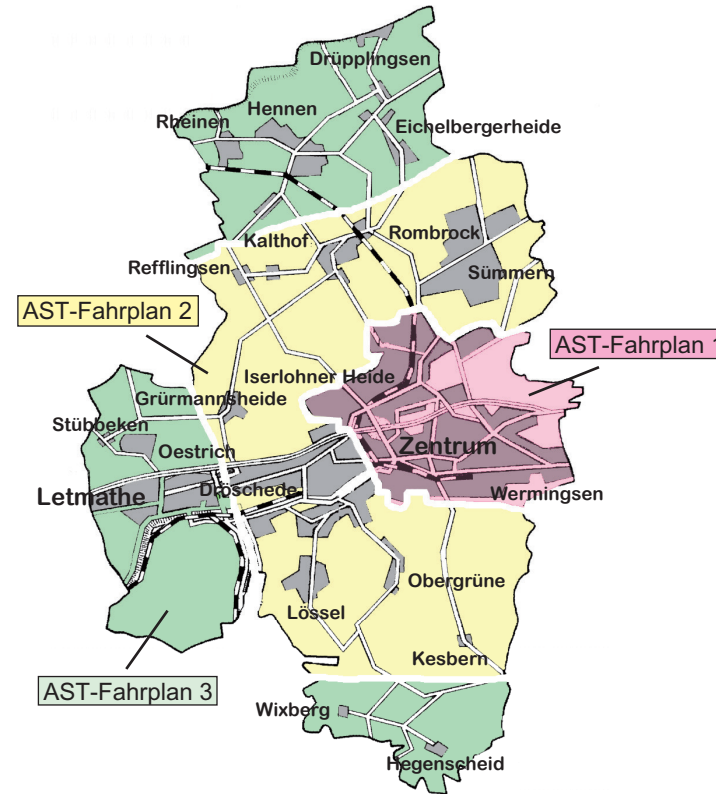 Drüpplingsen
Hennen
Rheinen
Eichelbergerheide
Kalthof
Rombrock
Refflingsen
Sümmern
AST-Fahrplan 2
AST-Fahrplan 1
Iserlohner Heide
Grürmannsheide
Stübbeken
Oestrich
Zentrum
Letmathe
Dröschede
Wermingsen
Obergrüne
Lössel
Kesbern
AST-Fahrplan 3
Wixberg
Hegenscheid